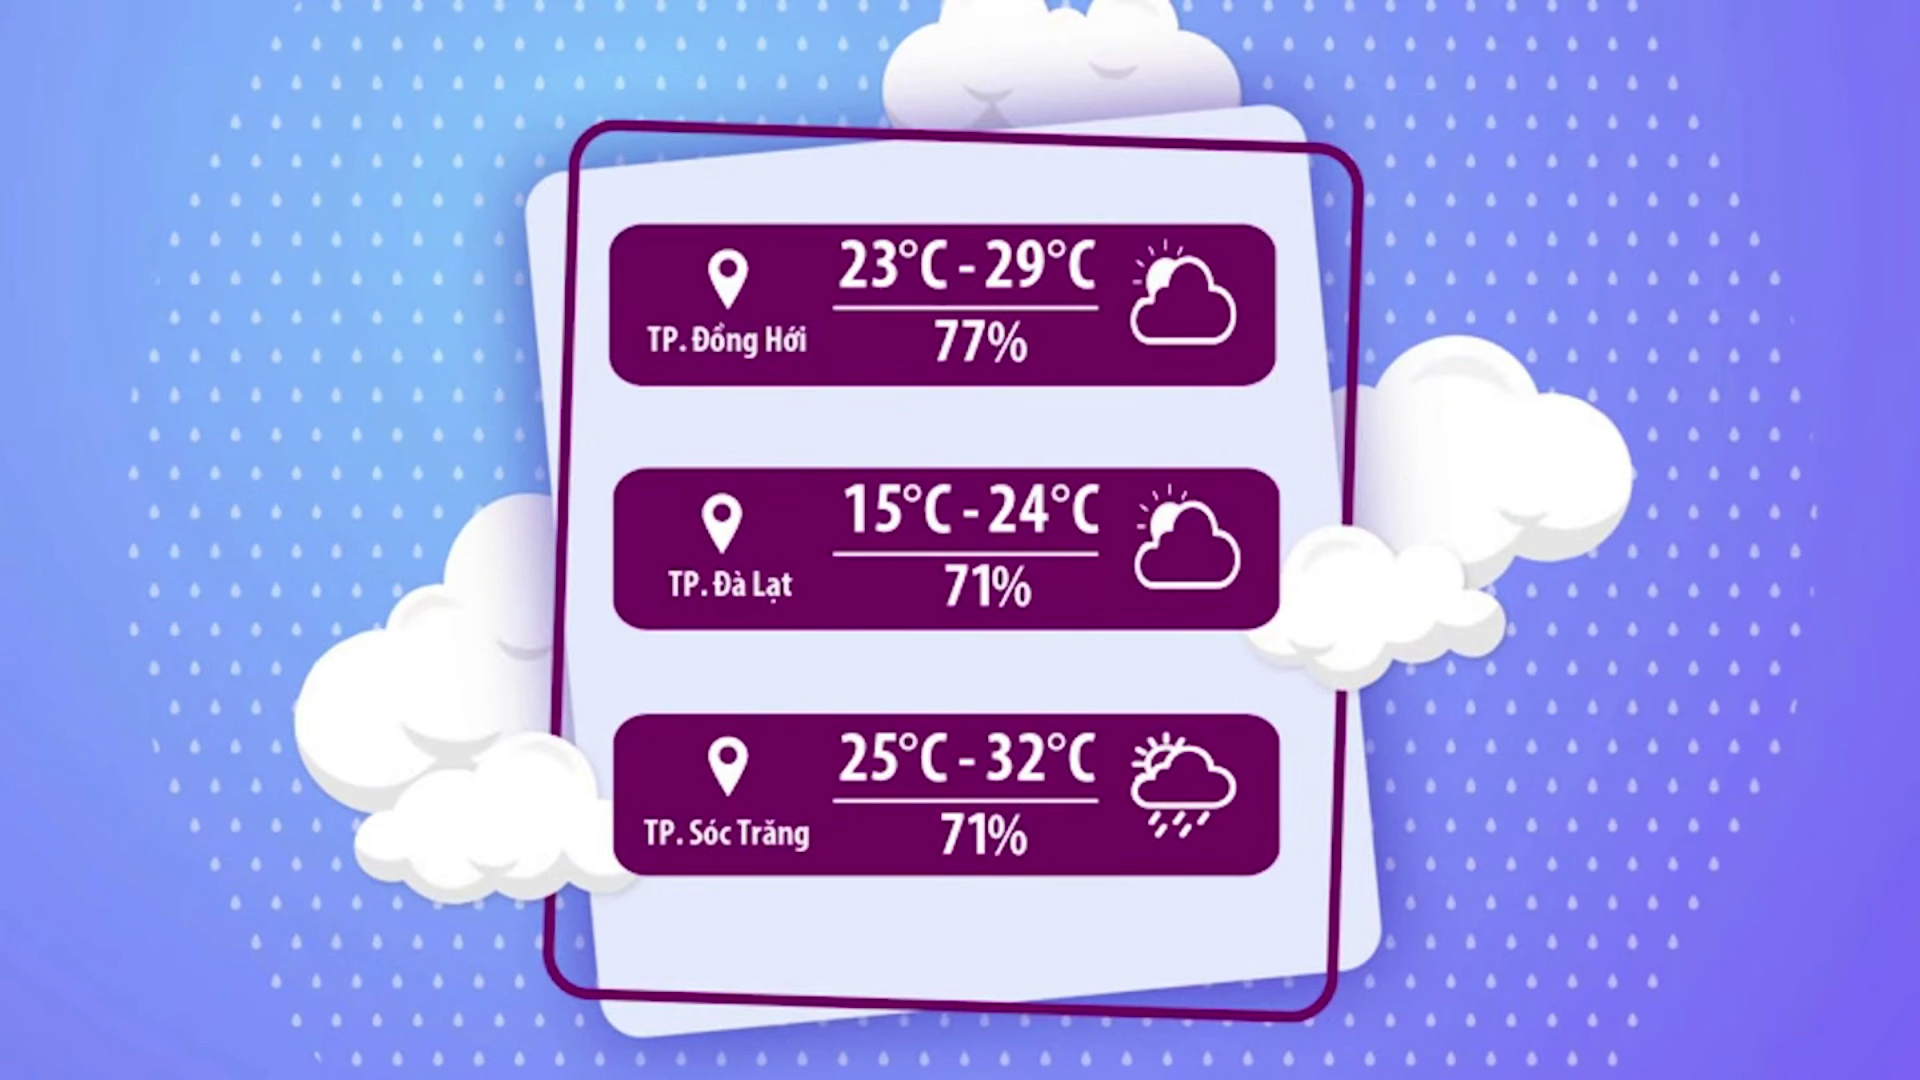 23°C - 29°C
TP. Đồng Hới
77%
15°C - 24°C
TP. Đà Lạt
71%
25°C - 32°C
TP. Sóc Trăng
71%